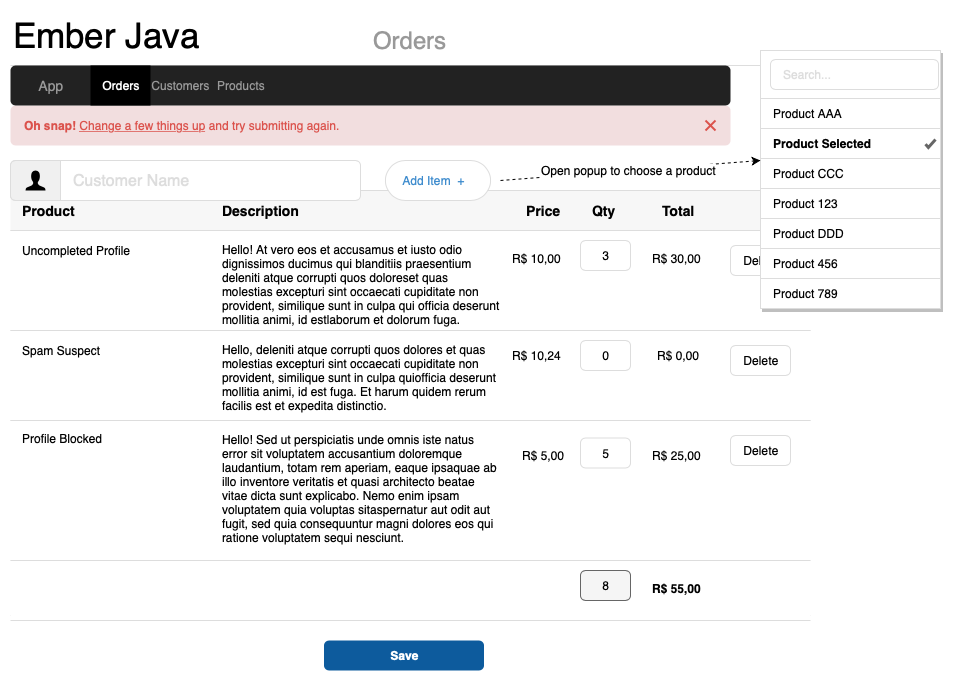 Ember Java
Orders
App
Orders
Customers
Products
Oh snap! Change a few things up and try submitting again.
Customer Name
Add Item +
Open popup to choose a product
Search...
Product AAA
Product Selected
Product CCC
Product 123
Product DDD
Product 456
Product 789
Product Description Price Qty Total
Uncompleted Profile
Hello! At vero eos et accusamus et iusto odio
dignissimos ducimus qui blanditiis praesentium
deleniti atque corrupti quos doloreset quas
molestias excepturi sint occaecati cupiditate non
provident, similique sunt in culpa qui officia deserunt
mollitia animi, id estlaborum et dolorum fuga.
R$ 10,00
3
R$ 30,00
Del
Spam Suspect
Hello, deleniti atque corrupti quos dolores et quas
molestias excepturi sint occaecati cupiditate non
provident, similique sunt in culpa quiofficia deserunt
mollitia animi, id est fuga. Et harum quidem rerum
facilis est et expedita distinctio.
R$ 10,24
0
R$ 0,00
Delete
Profile Blocked
Hello! Sed ut perspiciatis unde omnis iste natus
error sit voluptatem accusantium doloremque
laudantium, totam rem aperiam, eaque ipsaquae ab
illo inventore veritatis et quasi architecto beatae
vitae dicta sunt explicabo. Nemo enim ipsam
voluptatem quia voluptas sitaspernatur aut odit aut
fugit, sed quia consequuntur magni dolores eos qui
ratione voluptatem sequi nesciunt.
R$ 5,00
5
R$ 25,00
Delete
8
R$ 55,00
Save